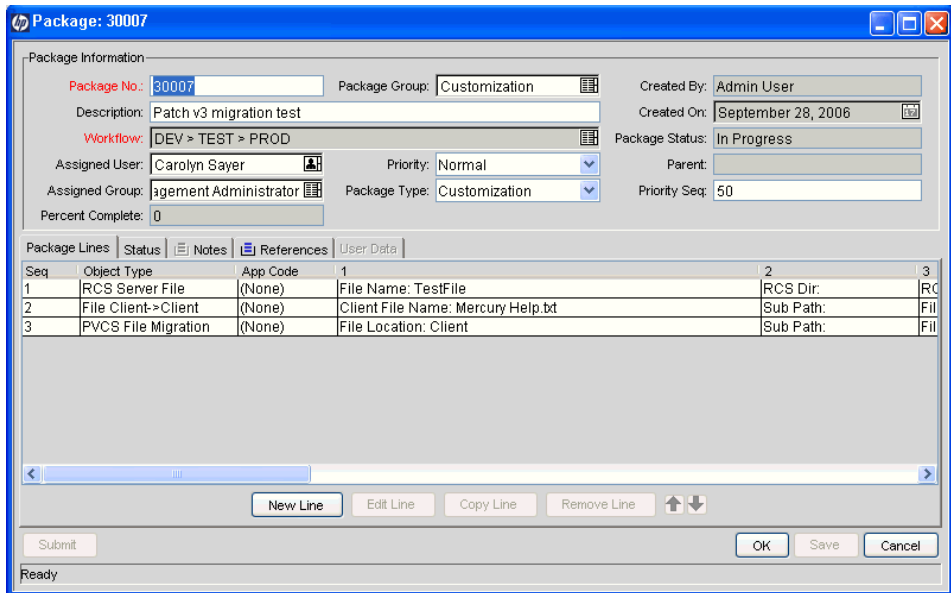 hp Package: 30007
Package Information
Package No.: 30007 Package Group: Customization Created By: Admin User
Description: Patch v3 migration test Created On: September 28, 2006
Workflow: DEV > TEST > PROD Package Status: In Progress
Assigned User: Carolyn Sayer Priority: Normal Parent:
Assigned Group: agement Administrator Package Type: Customization Priority Seq: 50
Percent Complete: 0
Package Lines Status Notes References User Data
Seq Object Type App Code 1 2 3
1 RCS Server File (None) File Name: TestFile RCS Dir: RC
2 File Client->Client (None) Client File Name: Mercury Help.txt Sub Path: Fil
3 PVCS File Migration (None) File Location: Client Sub Path: Fil
New Line Edit Line Copy Line Remove Line
Submit OK Save Cancel
Ready